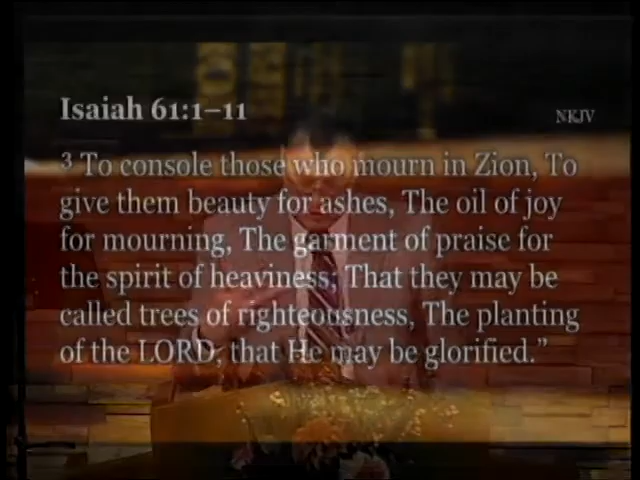 Isaiah 61:1–11
NKJV
3 To console those who mourn in Zion, To
give them beauty for ashes, The oil of joy
for mourning, The garment of praise for
the spirit of heaviness; That they may be
called trees of righteousness, The planting
of the LORD, that He may be glorified.”